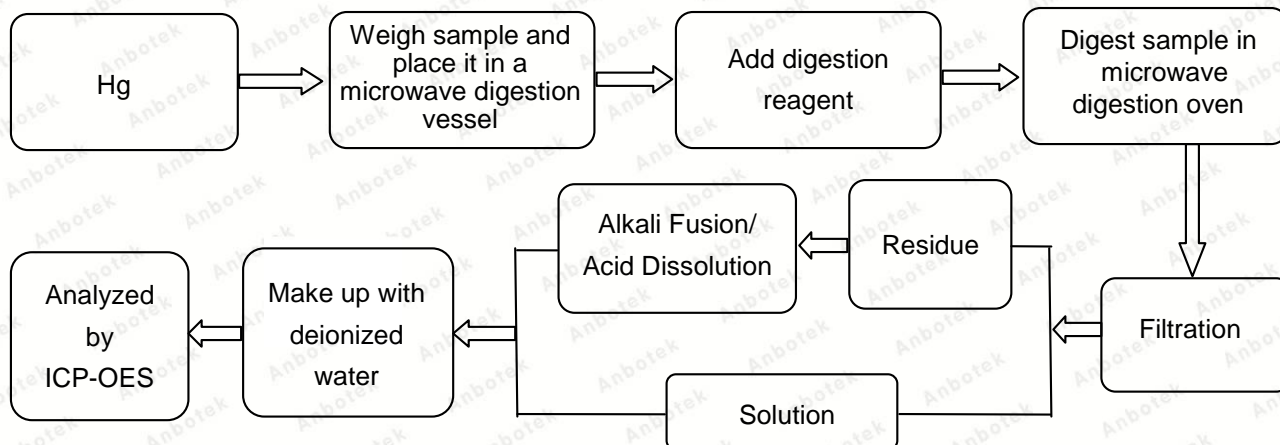 Hg
Weigh sample and
place it in a
microwave digestion
vessel
Add digestion
reagent
Digest sample in
microwave
digestion oven
Filtration
Residue
Alkali Fusion/
Acid Dissolution
Solution
Make up with
deionized
water
Analyzed
by
ICP-OES
Anbotek